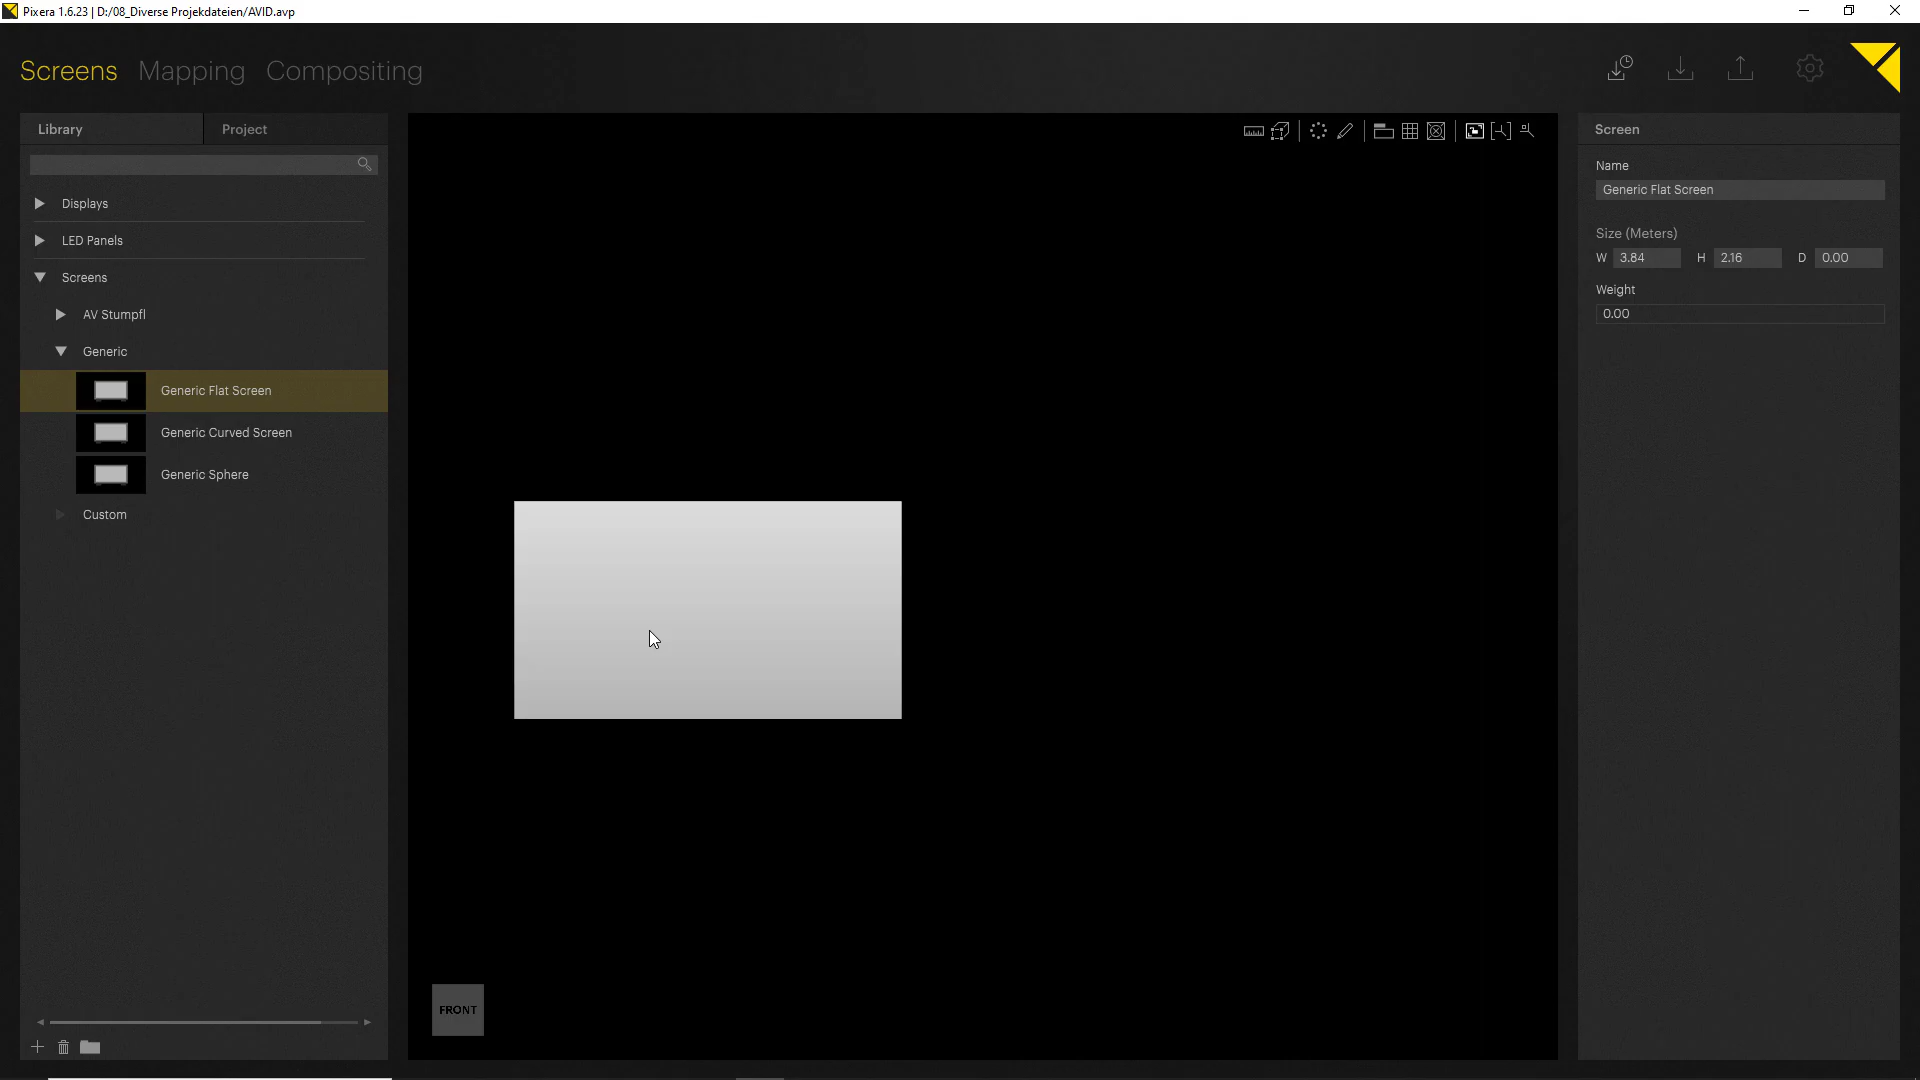 Pixera 1.6.23 | D:/08_Diverse Projekdateien/AVID.avp
Screens Mapping Compositing
Library Project
Displays
LED Panels
Screens
AV Stumpfl
Generic
Generic Flat Screen
Generic Curved Screen
Generic Sphere
Custom
FRONT
Screen
Name
Generic Flat Screen
Size (Meters)
W 3.84 H 2.16 D 0.00
Weight
0.00